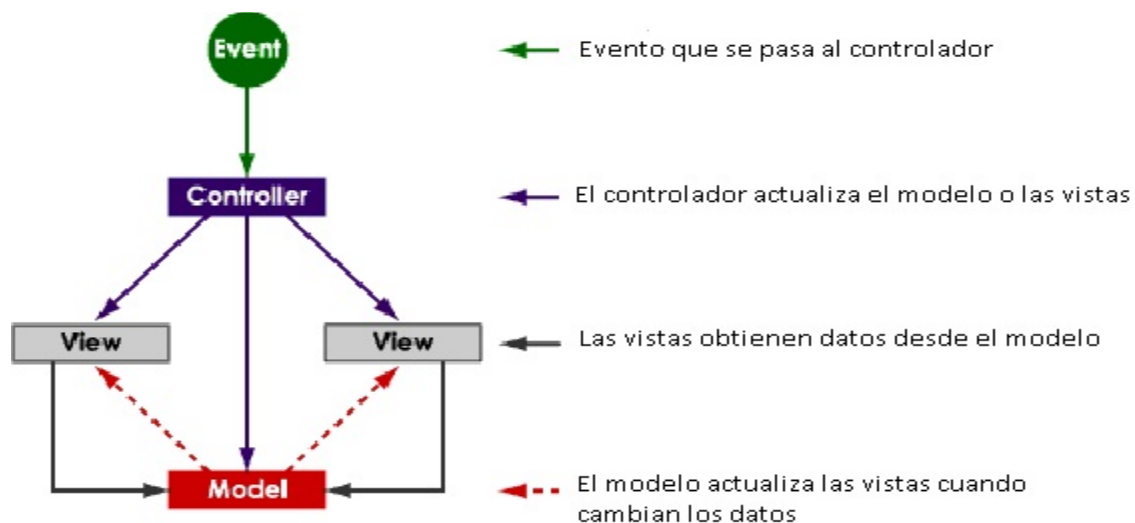 Event
Evento que se pasa al controlador
Controller
El controlador actualiza el modelo o las vistas
View
View
Las vistas obtienen datos desde el modelo
Model
El modelo actualiza las vistas cuando
cambian los datos